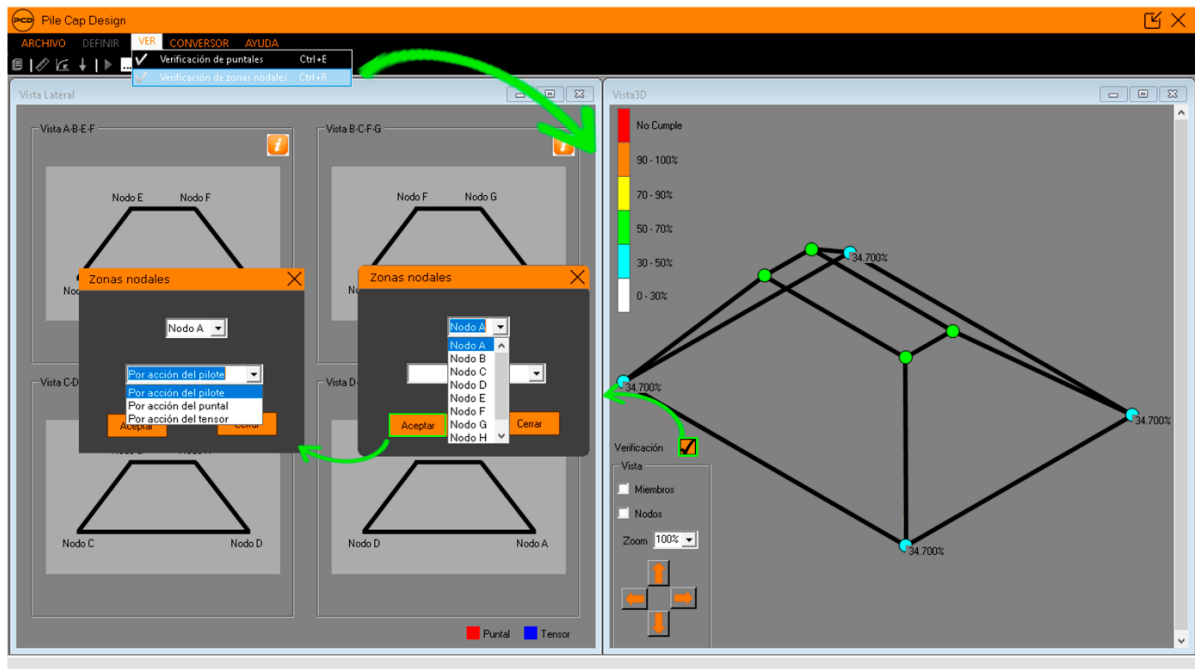 PCD Pile Cap Design
ARCHIVO DEFINIR VER CONVERSOR AYUDA
Verificación de puntales Ctrl+E
Verificación de zonas nodales Ctrl+R
Vista Lateral
Vista A-B-E-F
Nodo E Nodo F
Vista B-C-F-G
Nodo F Nodo G
Zonas nodales
Nodo A
Por acción del pilote
Por acción del pilote
Por acción del puntal
Por acción del tensor
Aceptar
Zonas nodales
Nodo A
Nodo A
Nodo B
Nodo C
Nodo D
Nodo E
Nodo F
Nodo G
Nodo H
Aceptar Cerrar
Vista C-D
Nodo C Nodo D
Vista D-
Nodo D Nodo A
Puntal Tensor
Vista3D
No Cumple
90 - 100%
70 - 90%
50 - 70%
30 - 50%
0 - 30%
34.700%
34.700%
34.700%
34.700%
Verificación
Vista
Miembros
Nodos
Zoom 100%